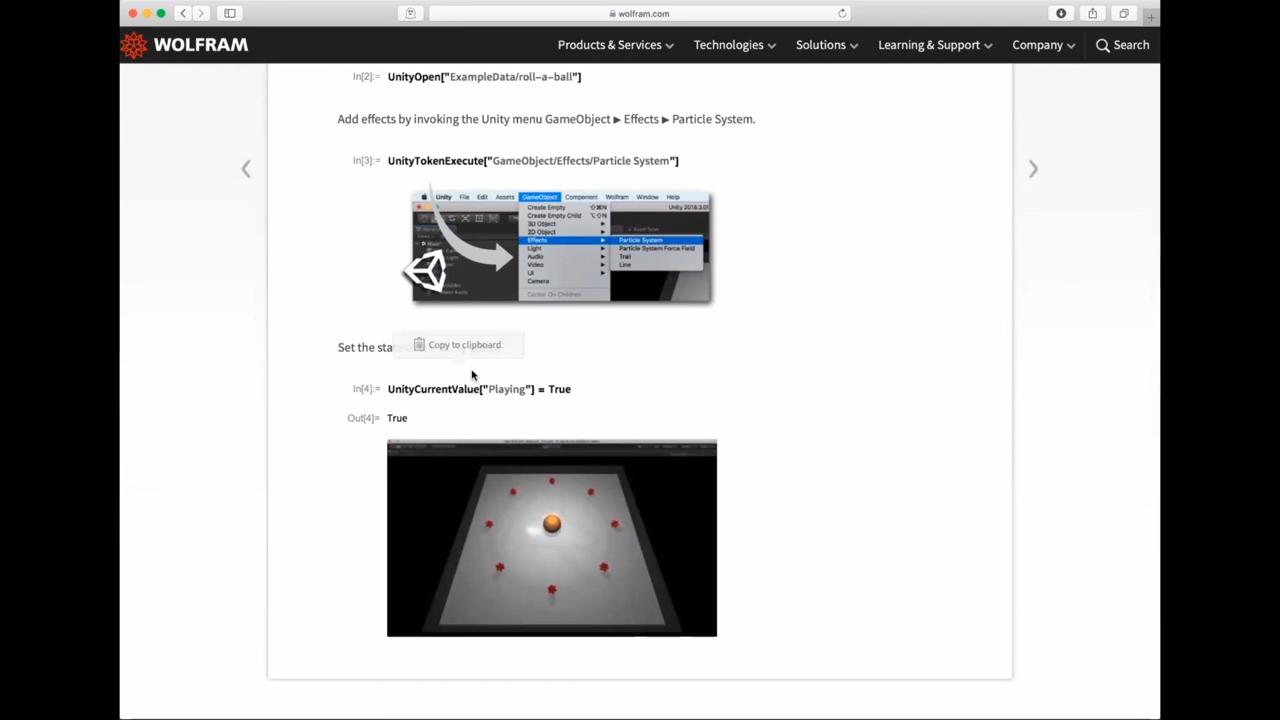 wolfram.com
WOLFRAM
Products & Services
Technologies
Solutions
Learning & Support
Company
Search
In[2]:= UnityOpen["ExampleData/roll-a-ball"]
Add effects by invoking the Unity menu GameObject ▶ Effects ▶ Particle System.
In[3]:= UnityTokenExecute["GameObject/Effects/Particle System"]
Unity File Edit Assets GameObject Component Wolfram Window Help
Unity 2018.3.0
Create Empty ⇧⌘N
Create Empty Child ⌥⇧N
3D Object
2D Object
Effects
Light
Audio
Video
UI
Camera
Center On Children
Particle System
Particle System Force Field
Trail
Line
Set the sta
Copy to clipboard.
In[4]:= UnityCurrentValue["Playing"] = True
Out[4]= True